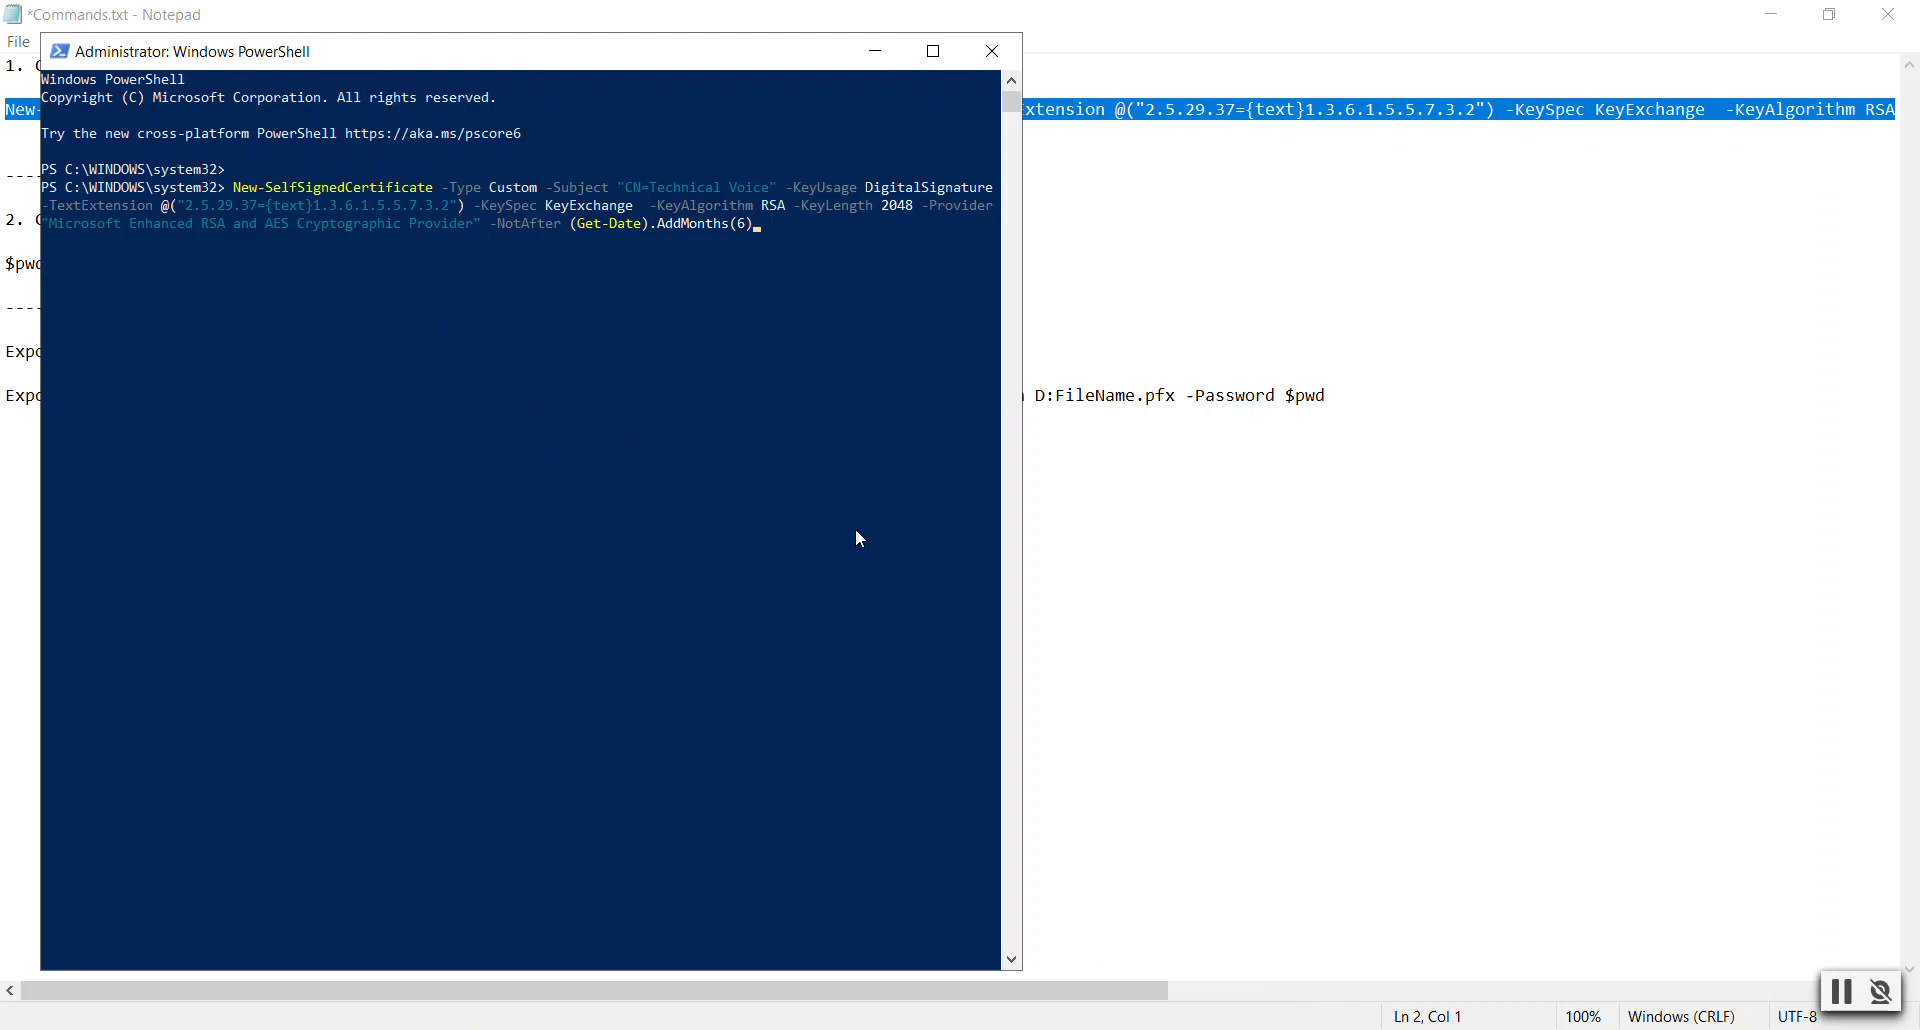 *Commands.txt - Notepad
File
Administrator: Windows PowerShell
1. C
Windows PowerShell
Copyright (C) Microsoft Corporation. All rights reserved.
New-
xtension @("2.5.29.37={text}1.3.6.1.5.5.7.3.2") -KeySpec KeyExchange  -KeyAlgorithm RSA
Try the new cross-platform PowerShell https://aka.ms/pscore6
PS C:\WINDOWS\system32>
----
PS C:\WINDOWS\system32> New-SelfSignedCertificate -Type Custom -Subject "CN=Technical Voice" -KeyUsage DigitalSignature
-TextExtension @("2.5.29.37={text}1.3.6.1.5.5.7.3.2") -KeySpec KeyExchange  -KeyAlgorithm RSA -KeyLength 2048 -Provider
"Microsoft Enhanced RSA and AES Cryptographic Provider" -NotAfter (Get-Date).AddMonths(6)
2. C
$pwd
----
Expo
Expo
D:FileName.pfx -Password $pwd
Ln 2, Col 1
100%
Windows (CRLF)
UTF-8